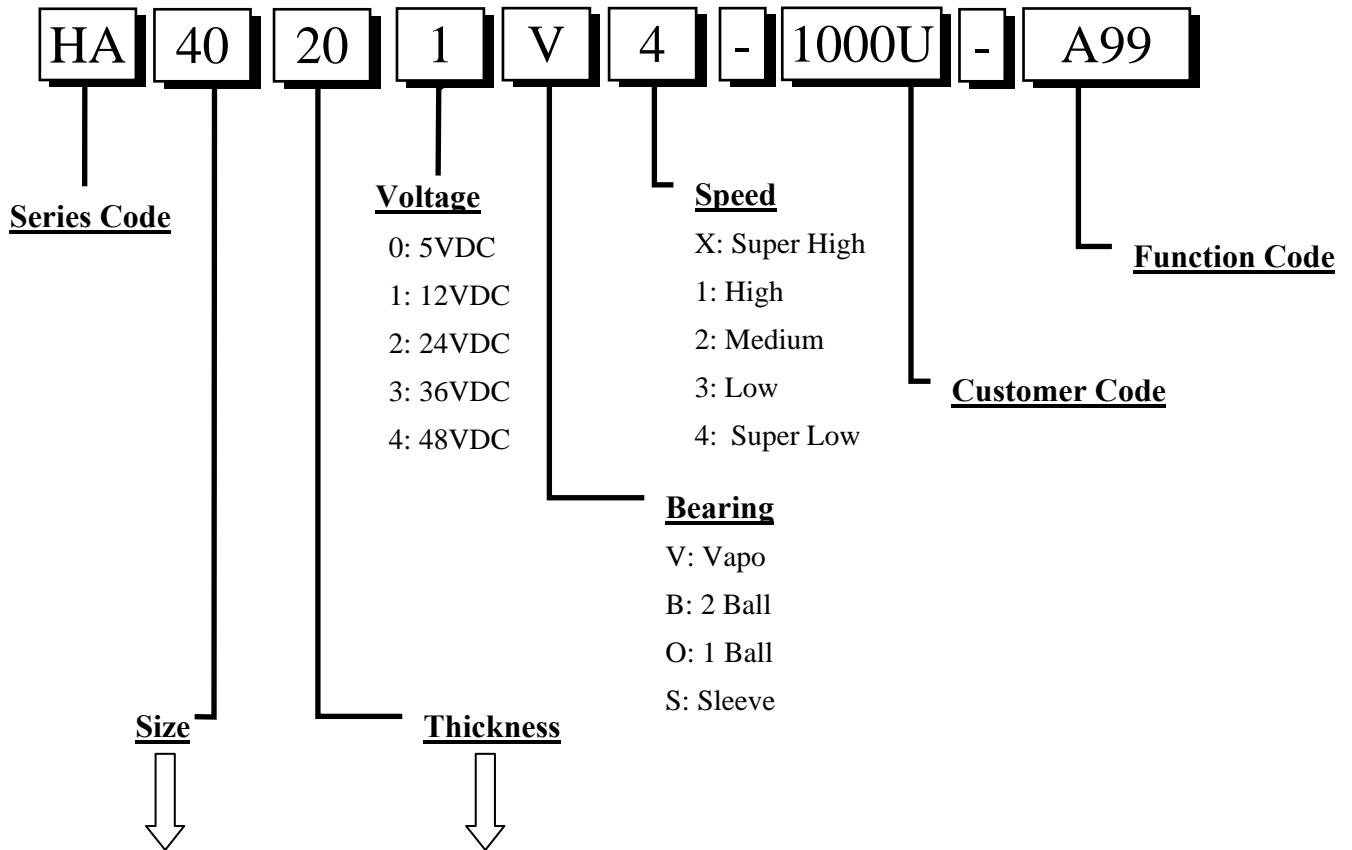 HA 40 20 1 V 4 - 1000U - A99
Series Code
Voltage
0: 5VDC
1: 12VDC
2: 24VDC
3: 36VDC
4: 48VDC
Speed
X: Super High
1: High
2: Medium
3: Low
4: Super Low
Function Code
Customer Code
Bearing
V: Vapo
B: 2 Ball
O: 1 Ball
S: Sleeve
Size
Thickness